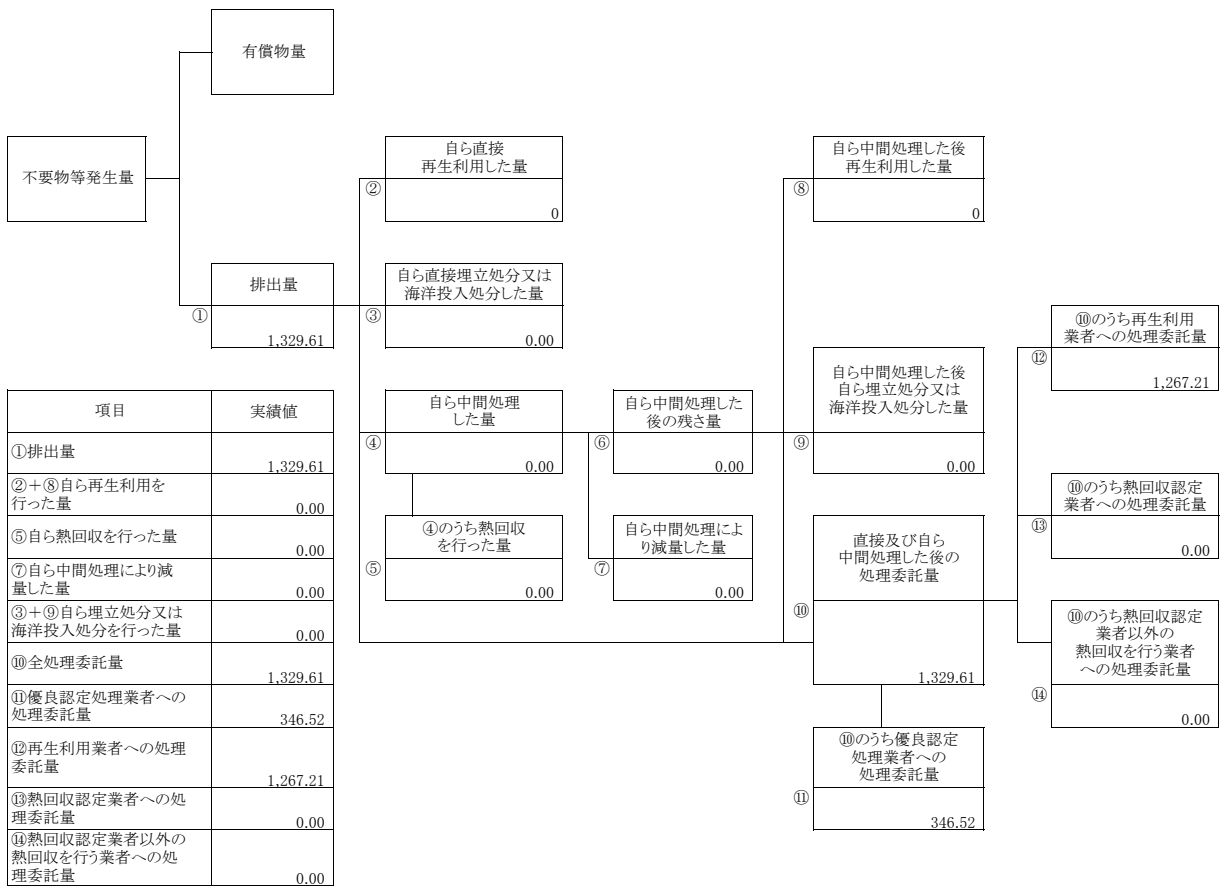 有償物量
不要物等発生量
自ら直接
再生利用した量
②
0
自ら中間処理した後
再生利用した量
⑧
0
排出量
①
1,329.61
自ら直接埋立処分又は
海洋投入処分した量
③
0.00
自ら中間処理
した量
④
0.00
自ら中間処理した
後の残さ量
⑥
0.00
自ら中間処理した後
自ら埋立処分又は
海洋投入処分した量
⑨
0.00
⑩のうち再生利用
業者への処理委託量
⑫
1,267.21
④のうち熱回収
を行った量
⑤
0.00
自ら中間処理によ
り減量した量
⑦
0.00
直接及び自ら
中間処理した後の
処理委託量
⑩
1,329.61
⑩のうち熱回収認定
業者への処理委託量
⑬
0.00
⑩のうち熱回収認定
業者以外の
熱回収を行う業者
への処理委託量
⑭
0.00
⑩のうち優良認定
処理業者への
処理委託量
⑪
346.52
項目 実績値
①排出量
1,329.61
②+⑧自ら再生利用を
行った量
0.00
⑤自ら熱回収を行った量
0.00
⑦自ら中間処理により減
量した量
0.00
③+⑨自ら埋立処分又は
海洋投入処分を行った量
0.00
⑩全処理委託量
1,329.61
⑪優良認定処理業者への
処理委託量
346.52
⑫再生利用業者への処理
委託量
1,267.21
⑬熱回収認定業者への処
理委託量
0.00
⑭熱回収認定業者以外の
熱回収を行う業者への処
理委託量
0.00